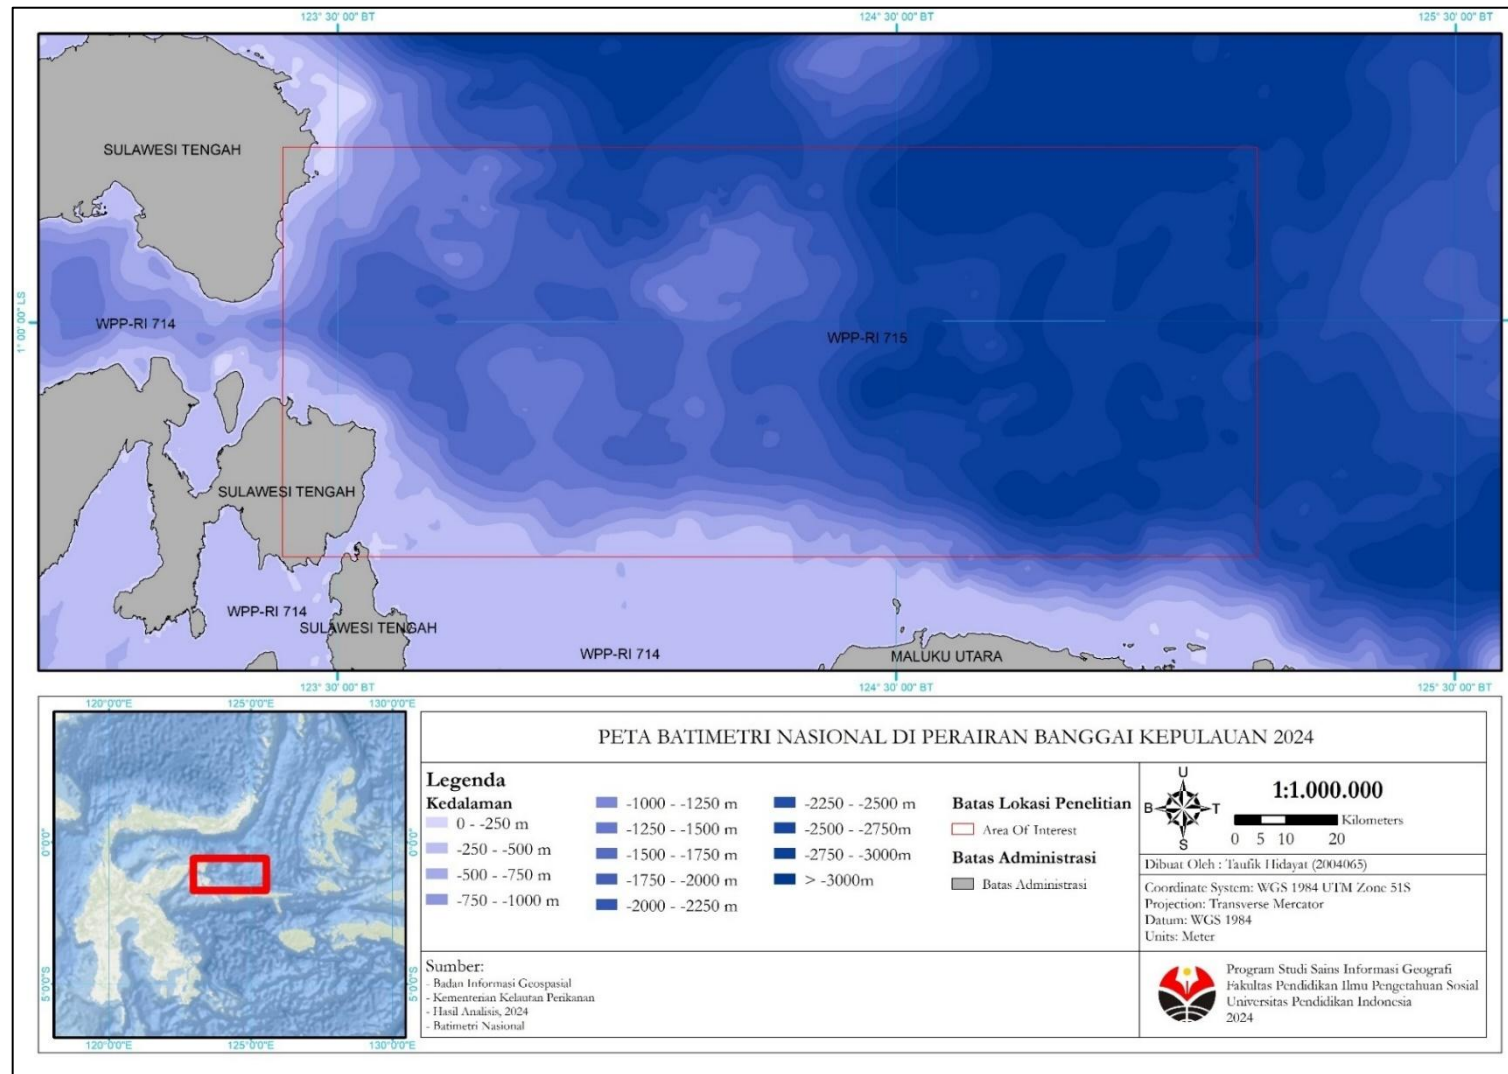 123° 30' 00" BT
124° 30' 00" BT
125° 30' 00" BT
SULAWESI TENGAH
1° 00' 00" LS
WPP-RI 714
WPP-RI 715
SULAWESI TENGAH
WPP-RI 714
SULAWESI TENGAH
WPP-RI 714
MALUKU UTARA
123° 30' 00" BT
124° 30' 00" BT
125° 30' 00" BT
120°0'0"E
125°0'0"E
130°0'0"E
0°0'0"
0°0'0"
5°0'0"S
5°0'0"S
120°0'0"E
125°0'0"E
130°0'0"E
PETA BATIMETRI NASIONAL DI PERAIRAN BANGGAI KEPULAUAN 2024
Legenda
Kedalaman
0 - -250 m
-250 - -500 m
-500 - -750 m
-750 - -1000 m
-1000 - -1250 m
-1250 - -1500 m
-1500 - -1750 m
-1750 - -2000 m
-2000 - -2250 m
-2250 - -2500 m
-2500 - -2750m
-2750 - -3000m
> -3000m
Batas Lokasi Penelitian
Area Of Interest
Batas Administrasi
Batas Administrasi
U
B T
S
1:1.000.000
Kilometers
0 5 10 20
Dibuat Oleh : Taufik Hidayat (2004065)
Coordinate System: WGS 1984 UTM Zone 51S
Projection: Transverse Mercator
Datum: WGS 1984
Units: Meter
Sumber:
- Badan Informasi Geospasial
- Kementerian Kelautan Perikanan
- Hasil Analisis, 2024
- Batimetri Nasional
Program Studi Sains Informasi Geografi
Fakultas Pendidikan Ilmu Pengetahuan Sosial
Universitas Pendidikan Indonesia
2024